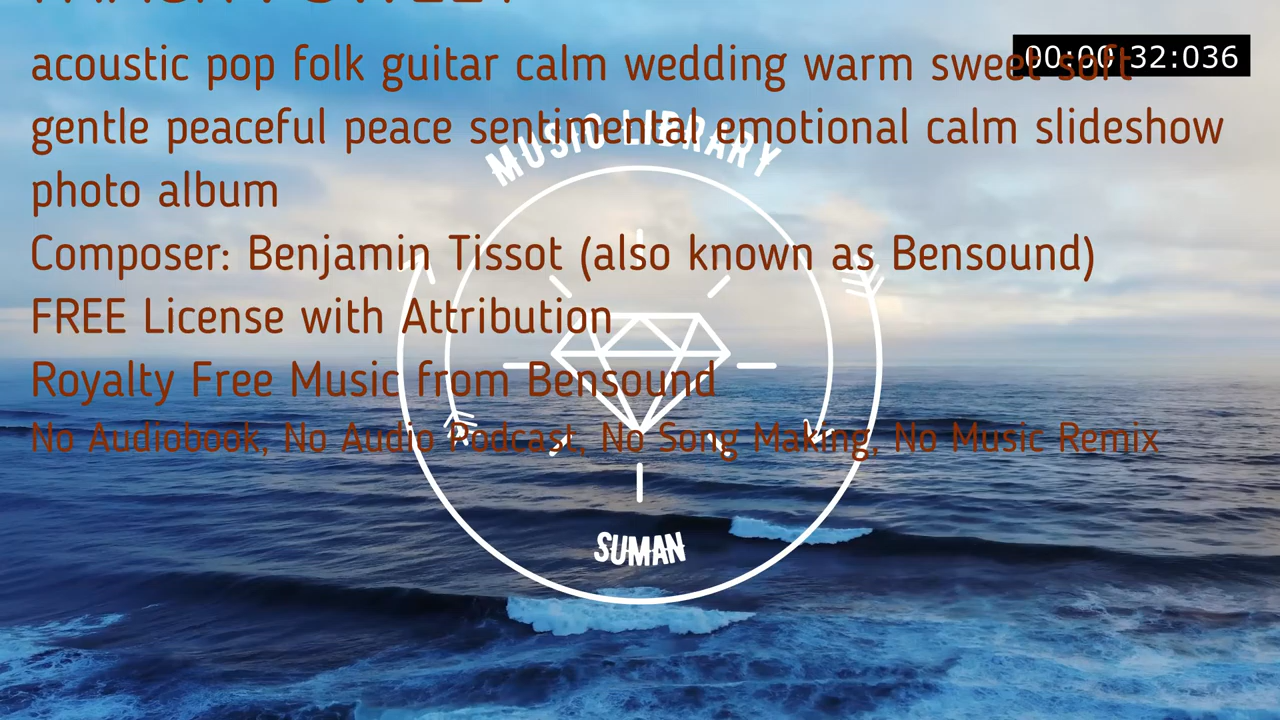 acoustic pop folk guitar calm wedding warm sweet soft
00:00:32:036
gentle peaceful peace sentimental emotional calm slideshow
MUSIC LIBRARY
photo album
Composer: Benjamin Tissot (also known as Bensound)
FREE License with Attribution
Royalty Free Music from Bensound
No Audiobook, No Audio Podcast, No Song Making, No Music Remix
SUMAN